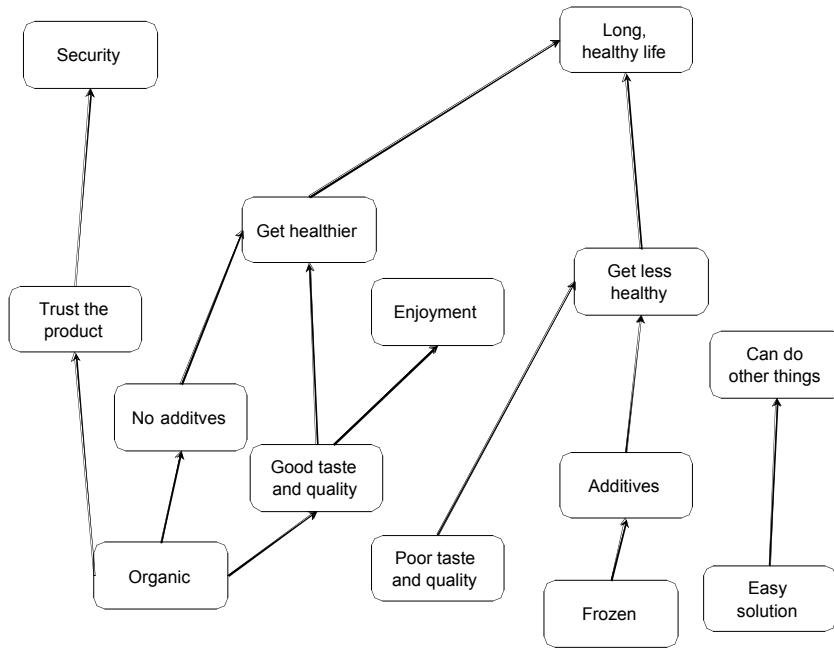 Security
Long,
healthy life
Get healthier
Get less
healthy
Trust the
product
Enjoyment
Can do
other things
No additves
Good taste
and quality
Additives
Organic
Poor taste
and quality
Frozen
Easy
solution